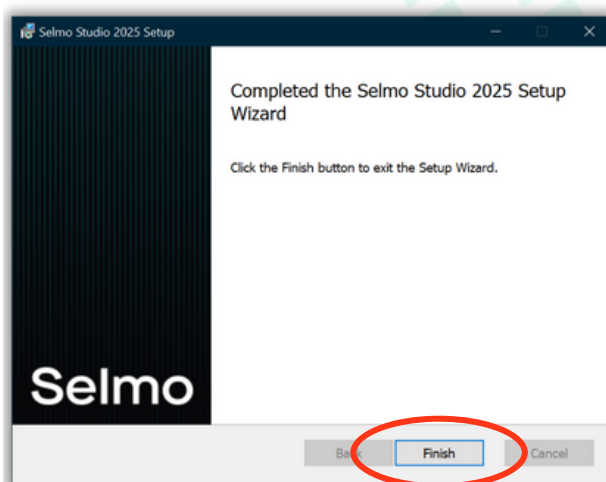 Selmo Studio 2025 Setup
Completed the Selmo Studio 2025 Setup
Wizard
Click the Finish button to exit the Setup Wizard.
Selmo
Back Finish Cancel